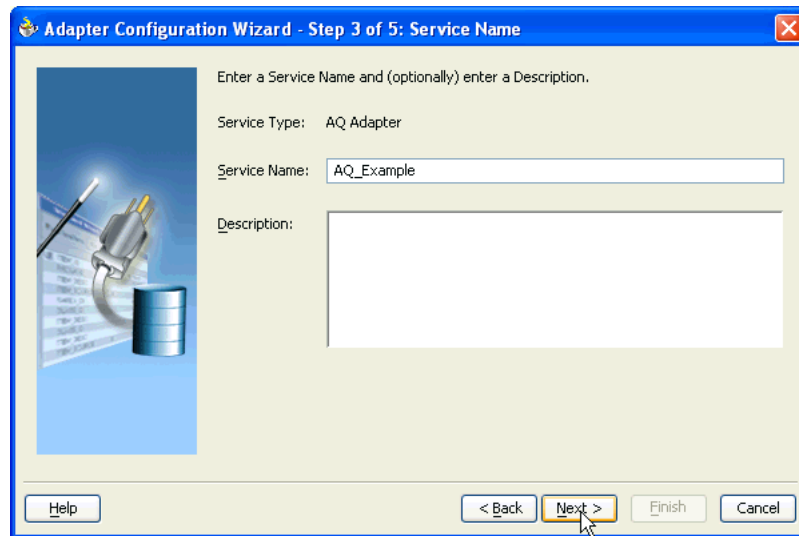 Adapter Configuration Wizard - Step 3 of 5: Service Name
Enter a Service Name and (optionally) enter a Description.
Service Type: AQ Adapter
Service Name: AQ_Example
Description:
Help < Back Next > Finish Cancel